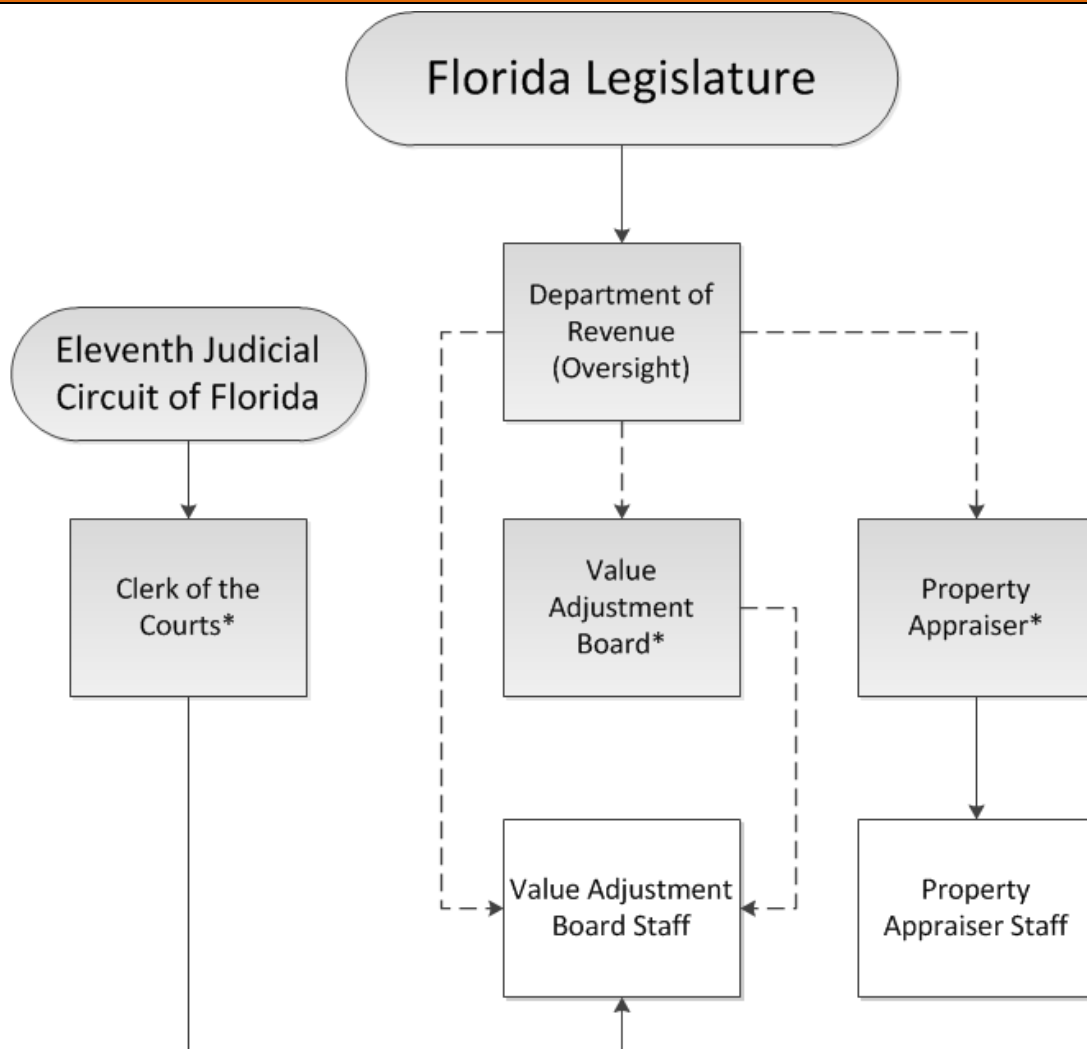 Florida Legislature
Department of
Revenue
(Oversight)
Eleventh Judicial
Circuit of Florida
Clerk of the
Courts*
Value
Adjustment
Board*
Property
Appraiser*
Value Adjustment
Board Staff
Property
Appraiser Staff